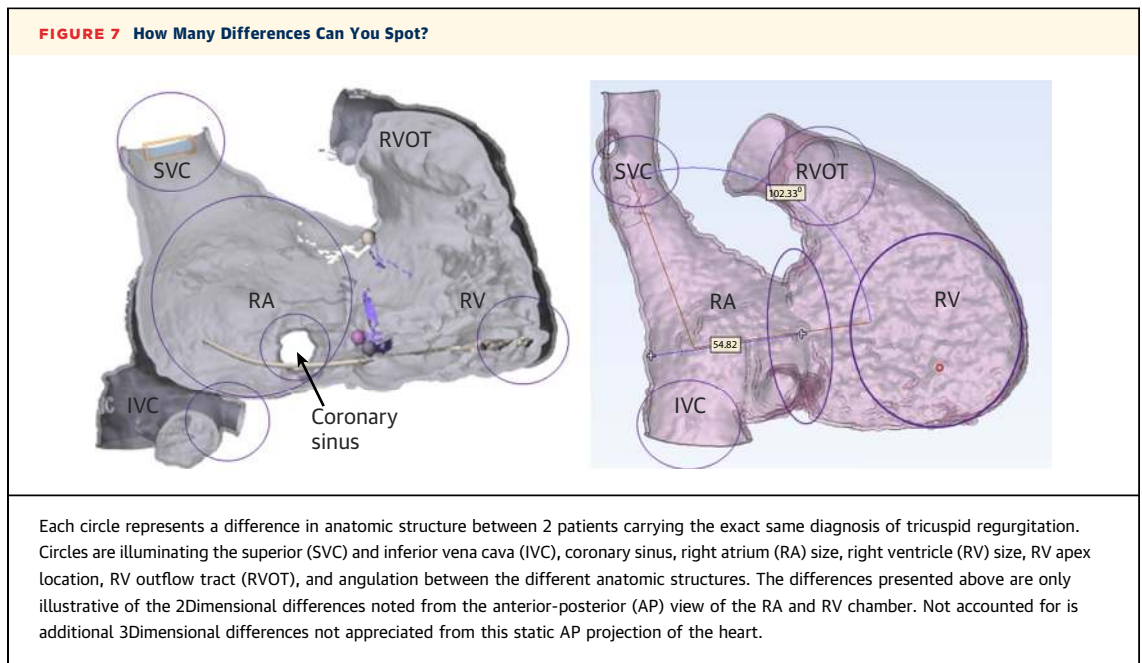 FIGURE 7 How Many Differences Can You Spot?
SVC
RVOT
RA
RV
IVC
Coronary
sinus
SVC
RVOT
102.33⁰
RA
RV
54.82
IVC
Each circle represents a difference in anatomic structure between 2 patients carrying the exact same diagnosis of tricuspid regurgitation.
Circles are illuminating the superior (SVC) and inferior vena cava (IVC), coronary sinus, right atrium (RA) size, right ventricle (RV) size, RV apex
location, RV outflow tract (RVOT), and angulation between the different anatomic structures. The differences presented above are only
illustrative of the 2Dimensional differences noted from the anterior-posterior (AP) view of the RA and RV chamber. Not accounted for is
additional 3Dimensional differences not appreciated from this static AP projection of the heart.